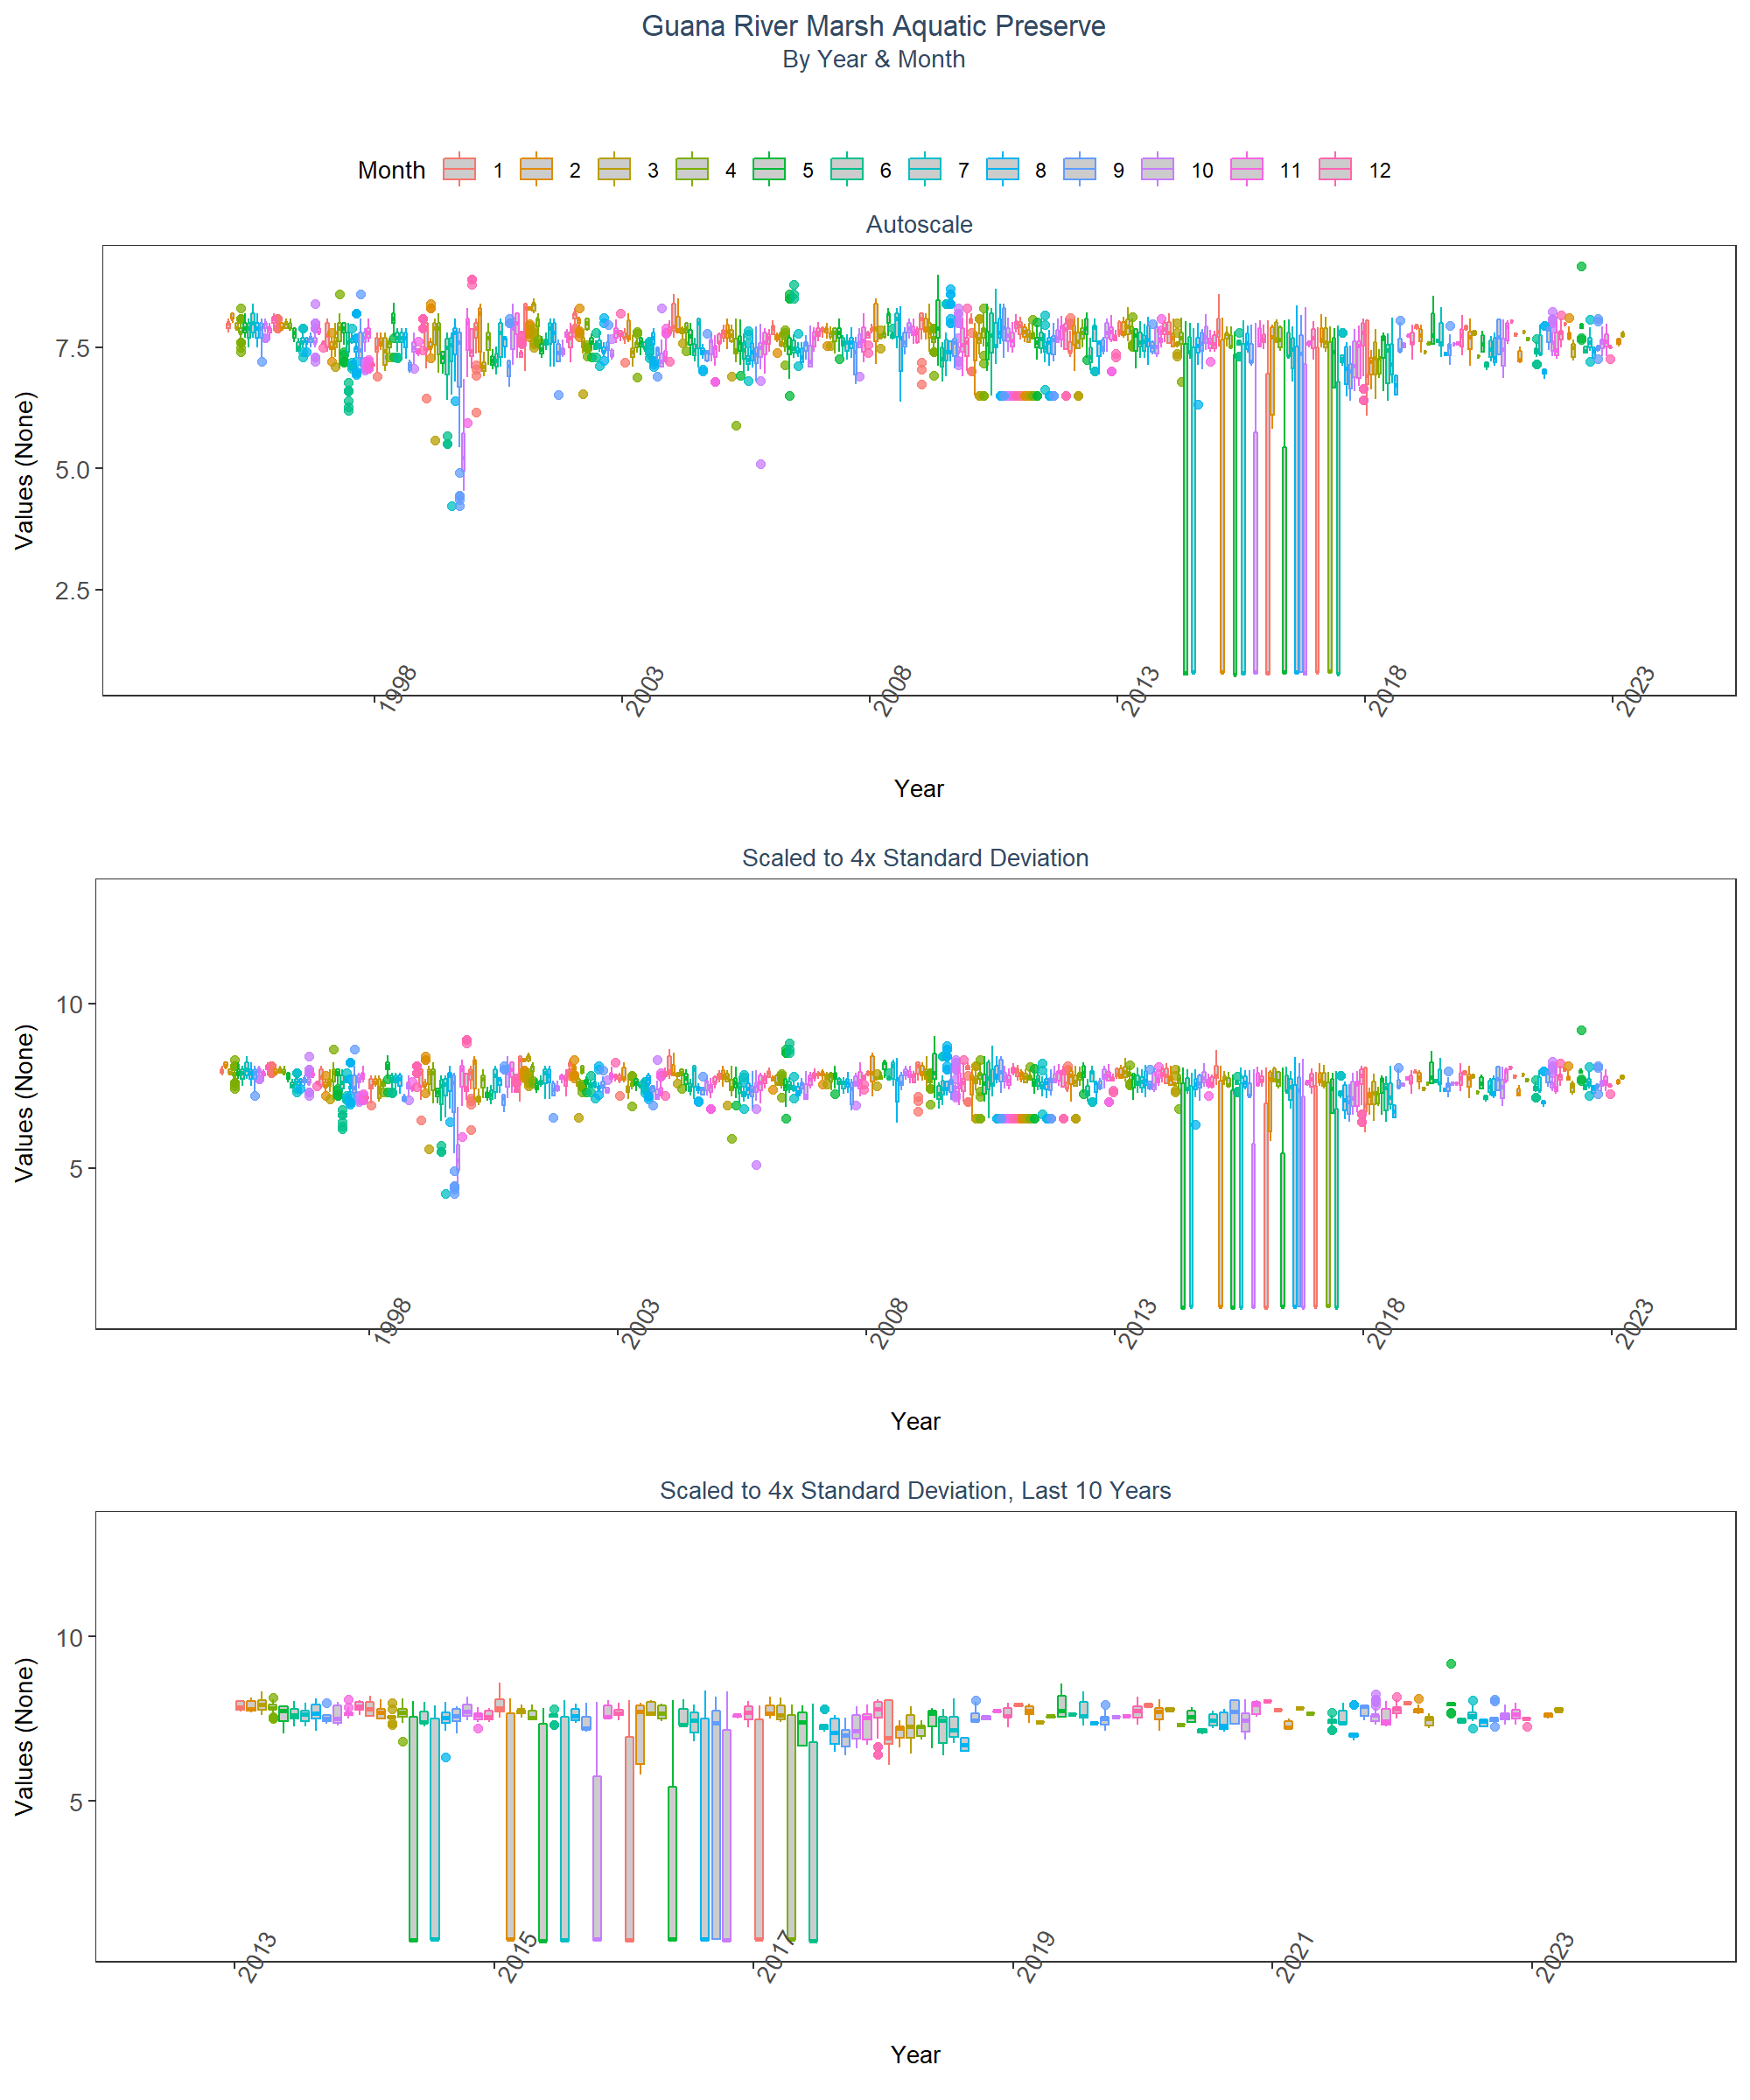 Guana River Marsh Aquatic Preserve
By Year & Month
Month 1 2 3 4 5 6 7 8 9 10 11 12
Autoscale
Values (None)
7.5
5.0
2.5
1998 2003 2008 2013 2018 2023
Year
Scaled to 4x Standard Deviation
Values (None)
10
5
1998 2003 2008 2013 2018 2023
Year
Scaled to 4x Standard Deviation, Last 10 Years
Values (None)
10
5
2013 2015 2017 2019 2021 2023
Year